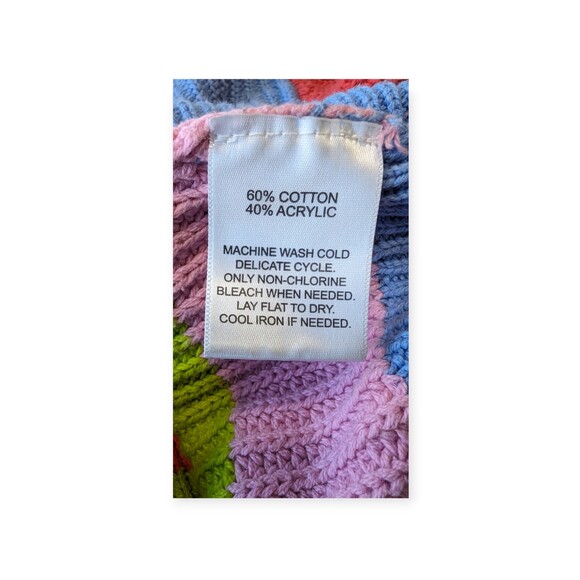 60% COTTON
40% ACRYLIC
MACHINE WASH COLD
DELICATE CYCLE.
ONLY NON-CHLORINE
BLEACH WHEN NEEDED.
LAY FLAT TO DRY.
COOL IRON IF NEEDED.